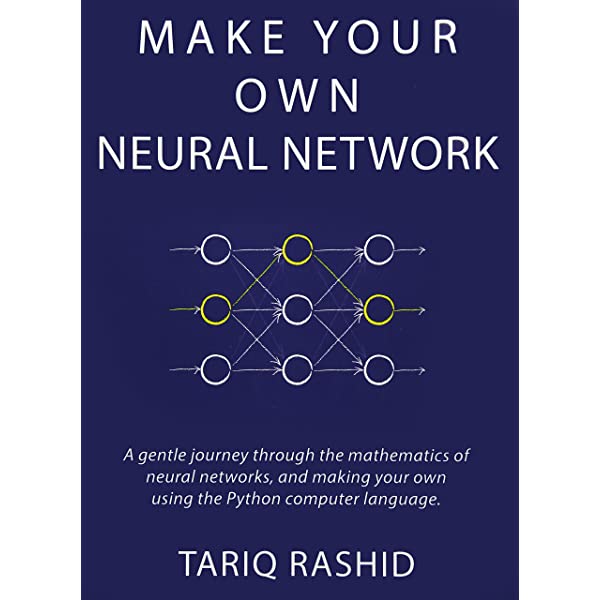 MAKE YOUR
OWN
NEURAL NETWORK
A gentle journey through the mathematics of
neural networks, and making your own
using the Python computer language.
TARIQ RASHID